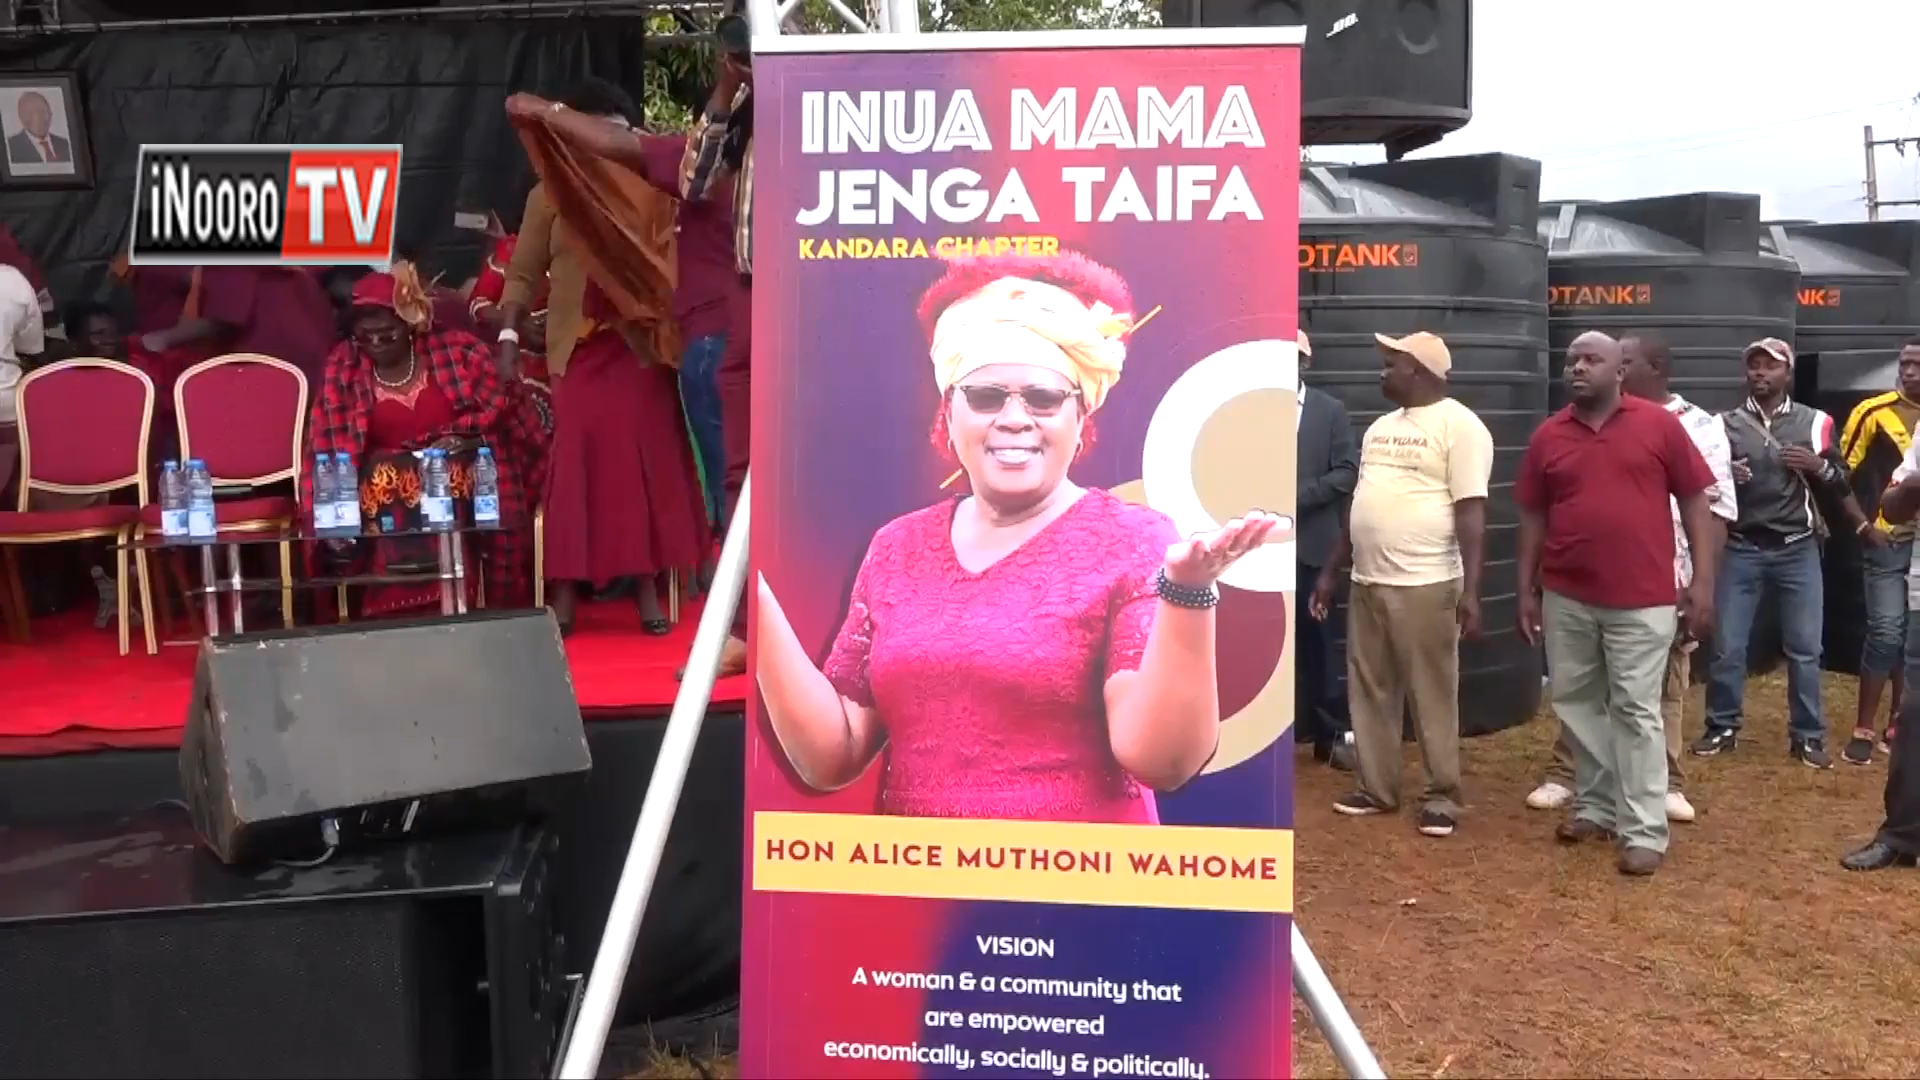 iNOORO TV
INUA MAMA
JENGA TAIFA
KANDARA CHAPTER
OTANK
OTANK
NK
HON ALICE MUTHONI WAHOME
VISION
A woman & a community that
are empowered
economically, socially & politically.